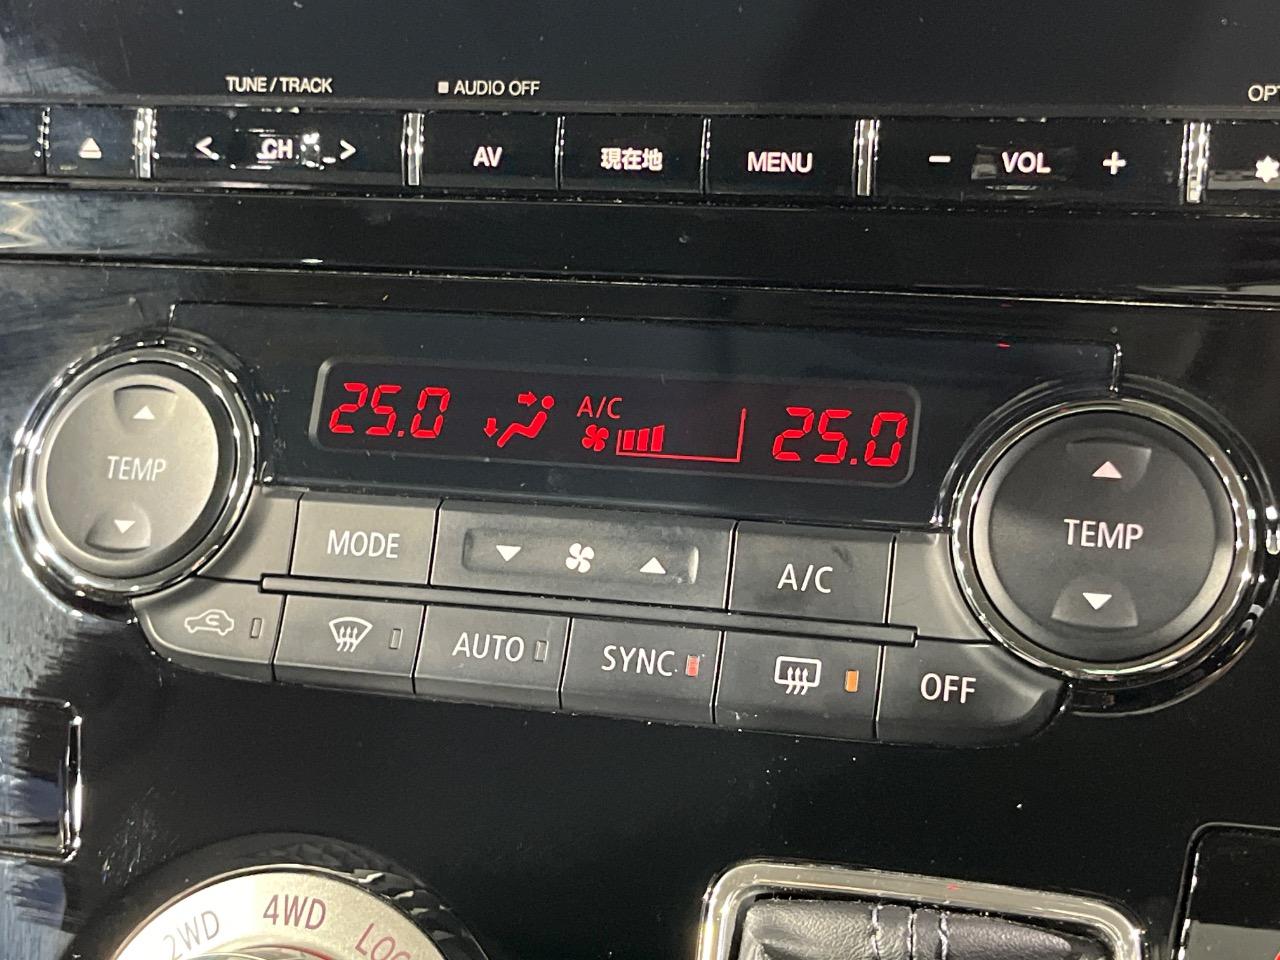 TUNE / TRACK
AUDIO OFF
< CH >
AV
現在地
MENU
− VOL +
25.0
A/C
25.0
TEMP
MODE
A/C
TEMP
AUTO
SYNC
OFF
2WD
4WD